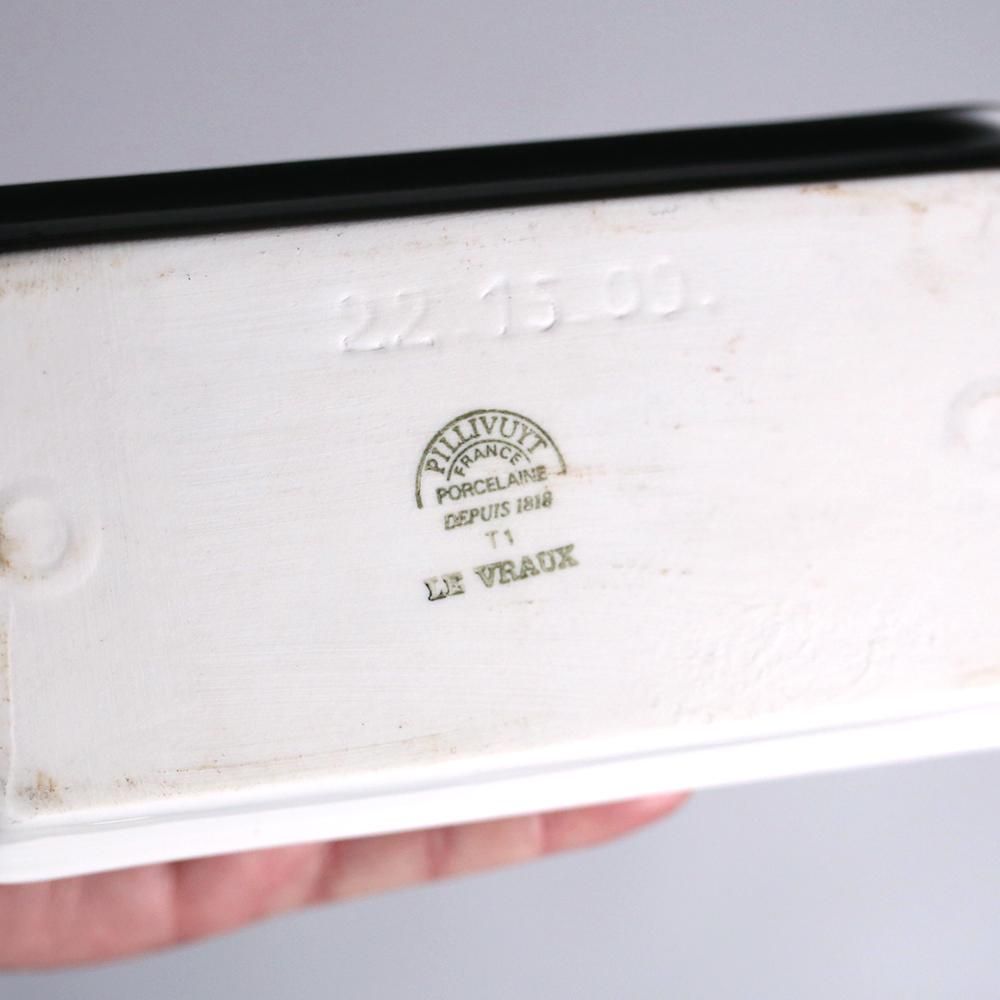 22 15 00.
PILLIVUYT
FRANCE
PORCELAINE
DEPUIS 1818
T1
LE VRAUX